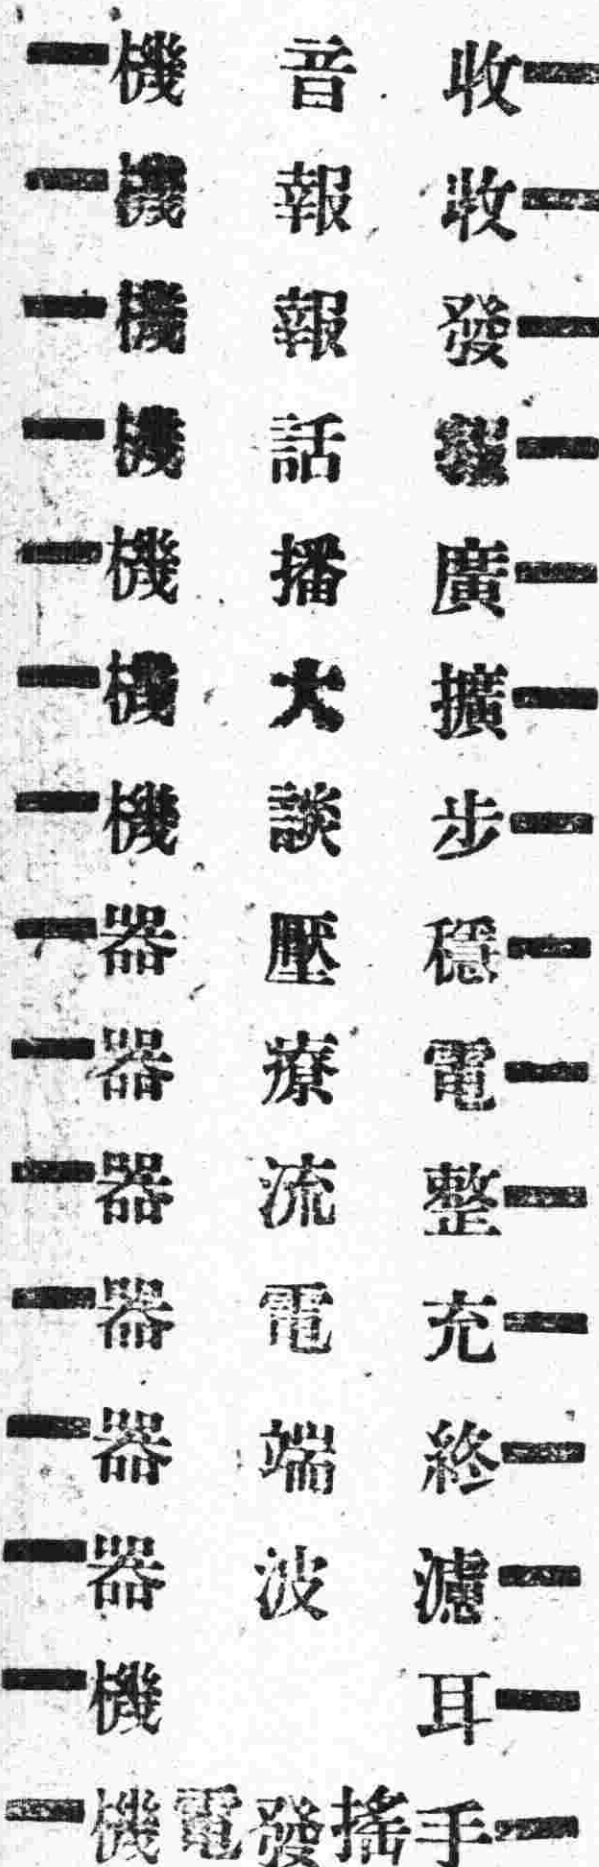 收音機
收報機
發報機
報話機
廣播機
擴大機
步談機
穩壓器
電療器
整流器
充電器
終端器
濾波器
耳機
手搖發電機